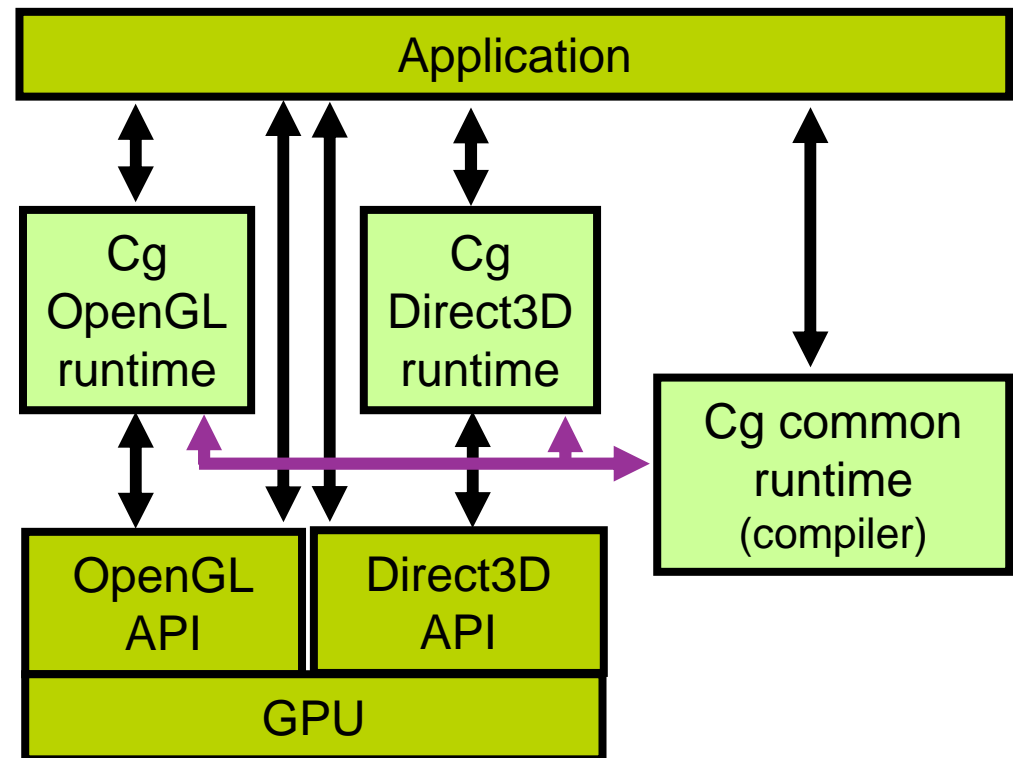 Application
Cg
OpenGL
runtime
Cg
Direct3D
runtime
Cg common
runtime
(compiler)
OpenGL
API
Direct3D
API
GPU